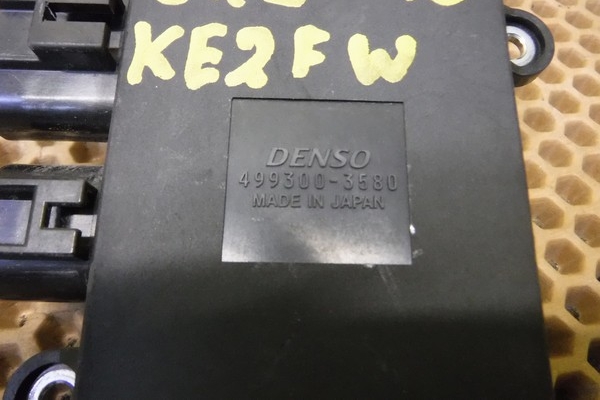 KE2FW
DENSO
499300-3580
MADE IN JAPAN